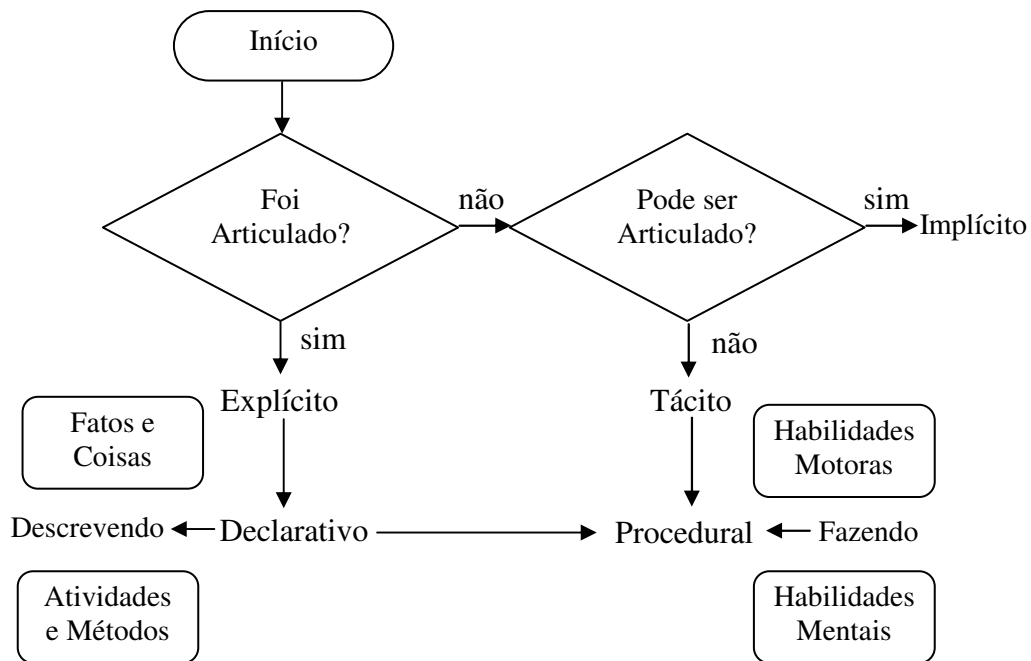 Início
Foi
Articulado?
não
Pode ser
Articulado?
sim
Implícito
sim
não
Explícito
Tácito
Fatos e
Coisas
Habilidades
Motoras
Descrevendo
Declarativo
Procedural
Fazendo
Atividades
e Métodos
Habilidades
Mentais